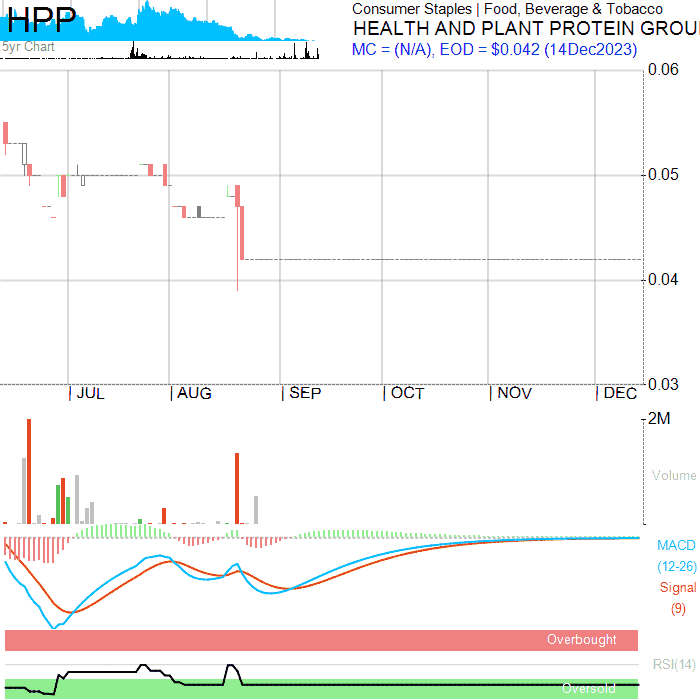 HPP
5yr Chart
Consumer Staples | Food, Beverage & Tobacco
HEALTH AND PLANT PROTEIN GROU
MC = (N/A), EOD = $0.042 (14Dec2023)
0.06
0.05
0.04
0.03
JUL AUG SEP OCT NOV DEC
2M
Volume
MACD
(12-26)
Signal
(9)
Overbought
RSI(14)
Oversold